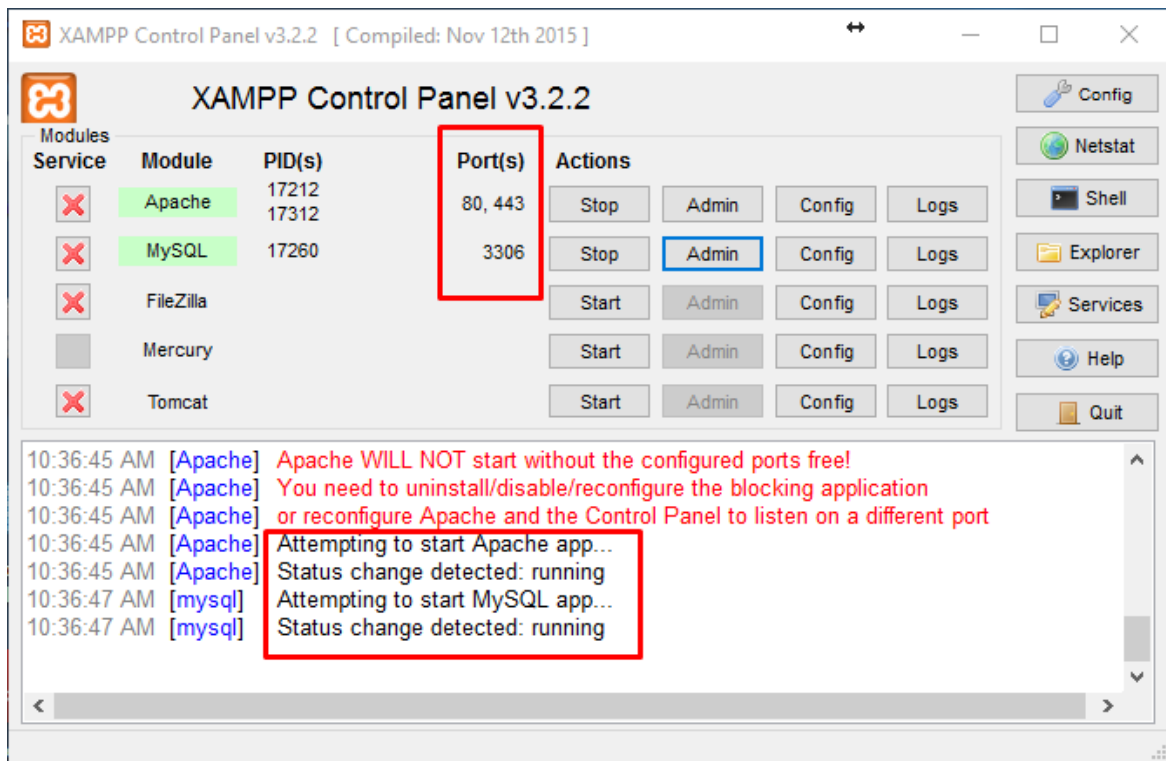 XAMPP Control Panel v3.2.2 [ Compiled: Nov 12th 2015 ]
XAMPP Control Panel v3.2.2
Config
Modules
Service Module PID(s) Port(s) Actions
Netstat
Apache 17212 17312 80, 443 Stop Admin Config Logs
Shell
MySQL 17260 3306 Stop Admin Config Logs
Explorer
FileZilla Start Admin Config Logs
Services
Mercury Start Admin Config Logs
Help
Tomcat Start Admin Config Logs
Quit
10:36:45 AM [Apache] Apache WILL NOT start without the configured ports free!
10:36:45 AM [Apache] You need to uninstall/disable/reconfigure the blocking application
10:36:45 AM [Apache] or reconfigure Apache and the Control Panel to listen on a different port
10:36:45 AM [Apache] Attempting to start Apache app...
10:36:45 AM [Apache] Status change detected: running
10:36:47 AM [mysql] Attempting to start MySQL app...
10:36:47 AM [mysql] Status change detected: running